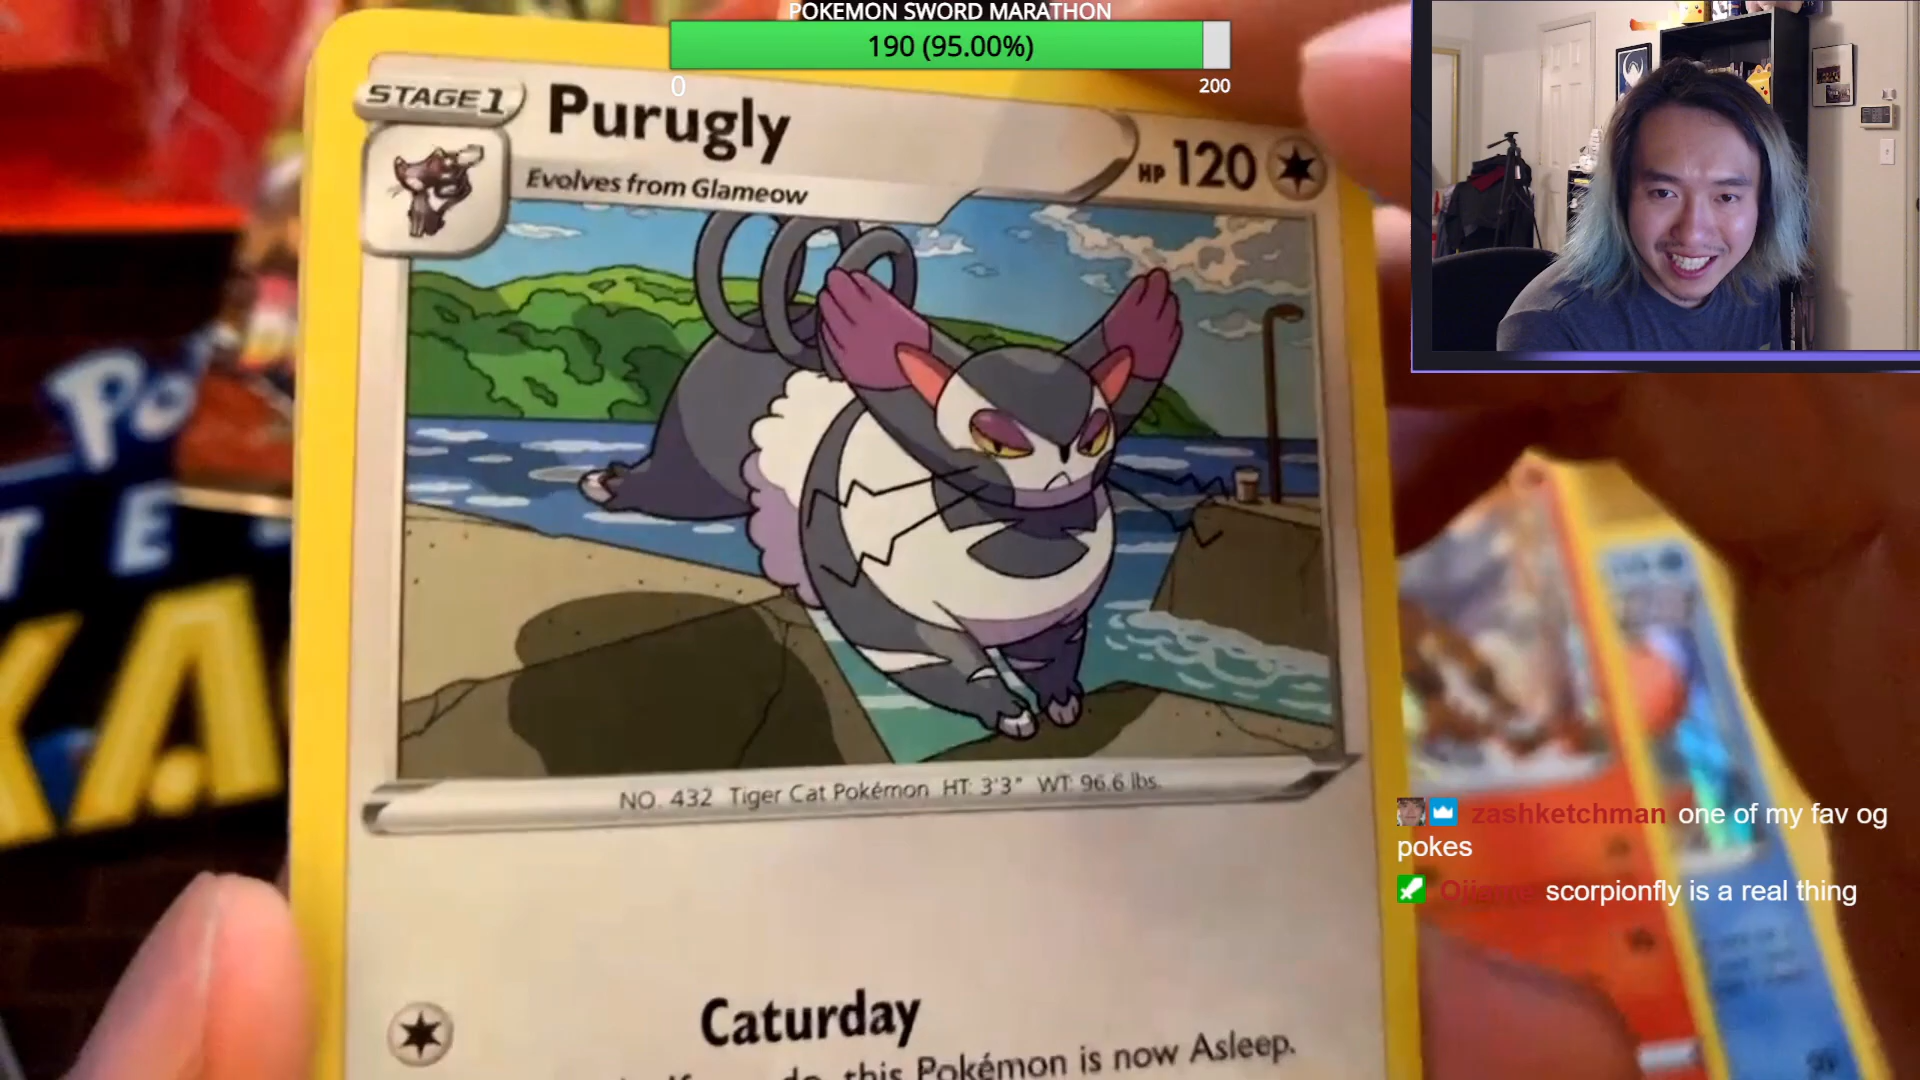 POKEMON SWORD MARATHON
190 (95.00%)
0
200
STAGE 1
Purugly
HP 120
Evolves from Glameow
NO. 432 Tiger Cat Pokémon HT: 3'3" WT: 96.6 lbs.
Caturday
this Pokémon is now Asleep.
zashketchman one of my fav og
pokes
scorpionfly is a real thing